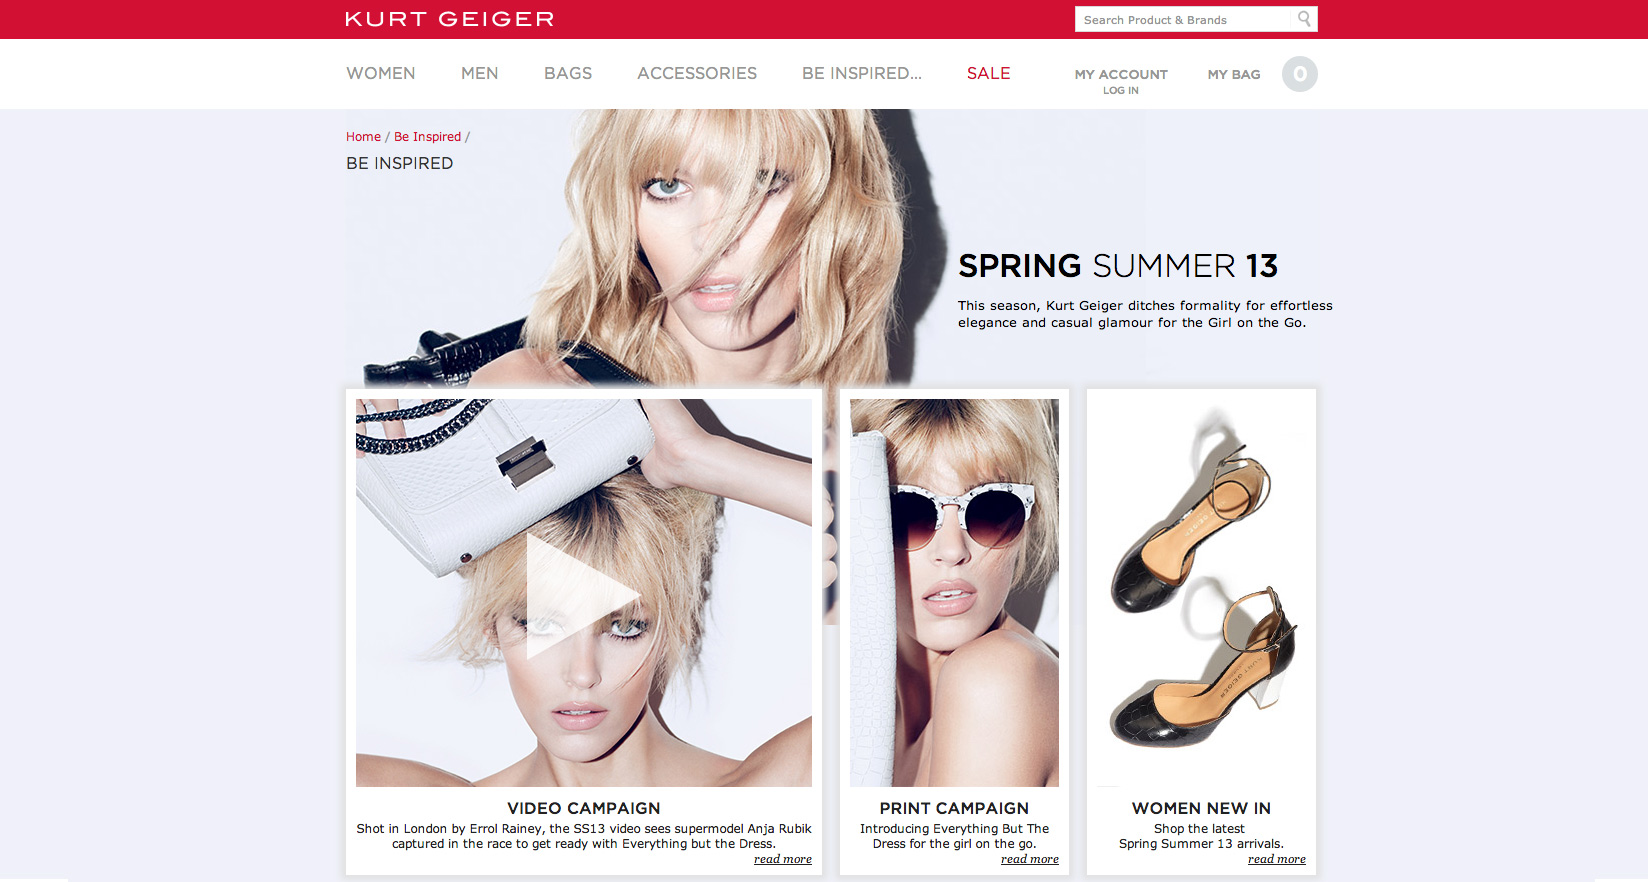 KURT GEIGER
Search Product & Brands
WOMEN MEN BAGS ACCESSORIES BE INSPIRED... SALE MY ACCOUNT MY BAG 0
LOG IN
Home / Be Inspired /
BE INSPIRED
SPRING SUMMER 13
This season, Kurt Geiger ditches formality for effortless
elegance and casual glamour for the Girl on the Go.
VIDEO CAMPAIGN
Shot in London by Errol Rainey, the SS13 video sees supermodel Anja Rubik
captured in the race to get ready with Everything but the Dress.
read more
PRINT CAMPAIGN
Introducing Everything But The
Dress for the girl on the go.
read more
KURT GEIGER
WOMEN NEW IN
Shop the latest
Spring Summer 13 arrivals.
read more